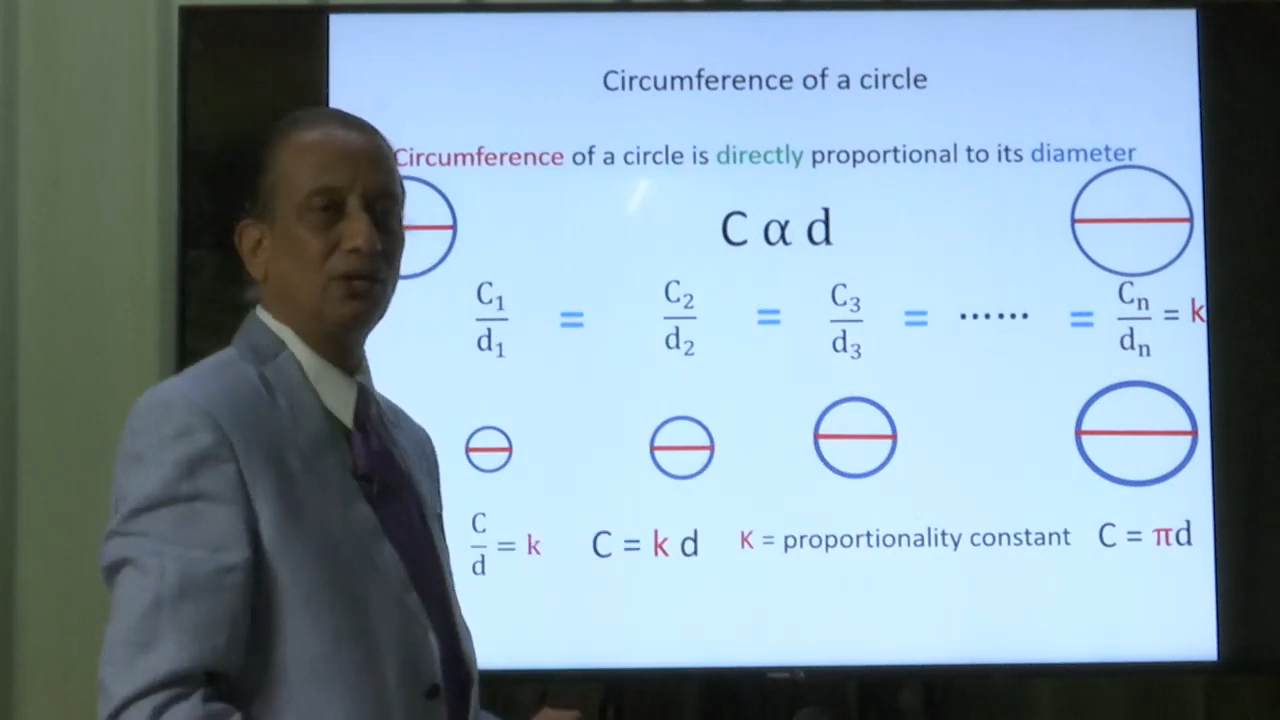 Circumference of a circle
Circumference of a circle is directly proportional to its diameter
C α d
C₁/d₁ = C₂/d₂ = C₃/d₃ = ...... = Cₙ/dₙ = k
C/d = k C = k d K = proportionality constant C = πd